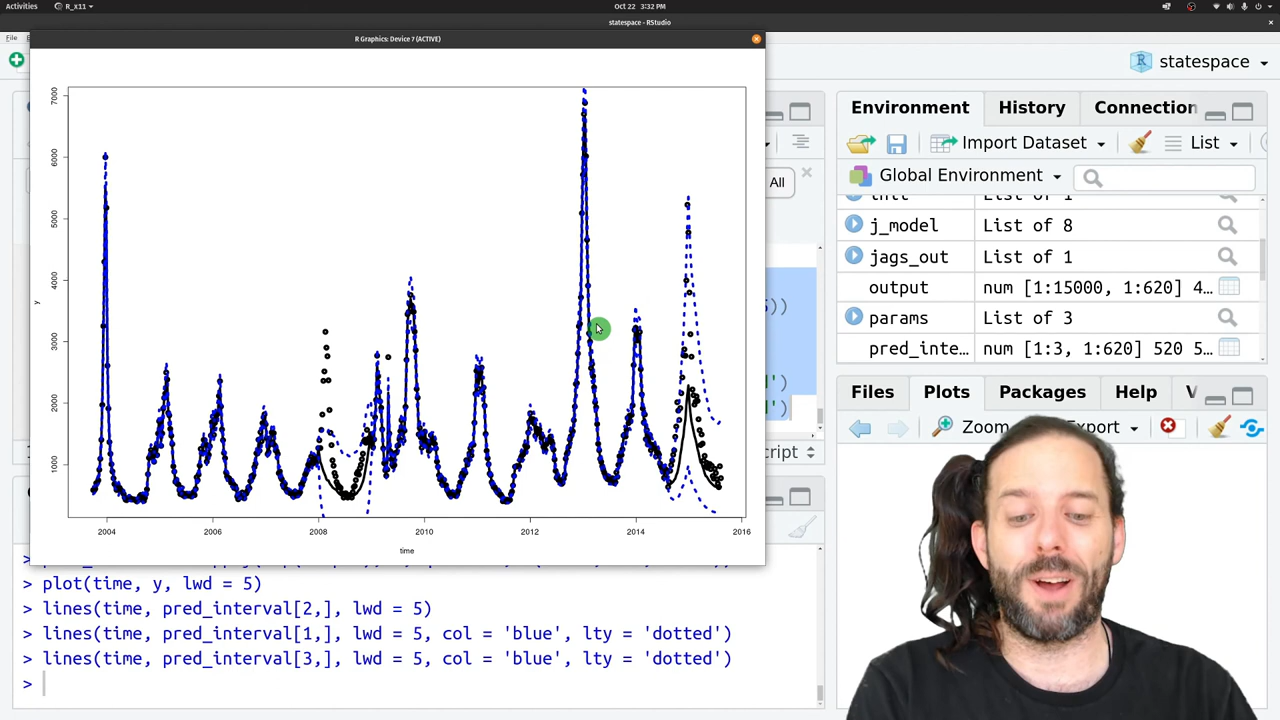 Activities
R_x11
Oct 22 3:32 PM
statespace - RStudio
File
R Graphics: Device 7 (ACTIVE)
statespace
7000
6000
5000
4000
3000
2000
1000
y
2004
2006
2008
2010
2012
2014
2016
time
All
5))
d')
d')
cript
> plot(time, y, lwd = 5)
> lines(time, pred_interval[2,], lwd = 5)
> lines(time, pred_interval[1,], lwd = 5, col = 'blue', lty = 'dotted')
> lines(time, pred_interval[3,], lwd = 5, col = 'blue', lty = 'dotted')
>
Environment
History
Connection
Import Dataset
List
Global Environment
j_model List of 8
jags_out List of 1
output num [1:15000, 1:620] 4…
params List of 3
pred_inte… num [1:3, 1:620] 520 5…
Files
Plots
Packages
Help
V
Zoom
Export